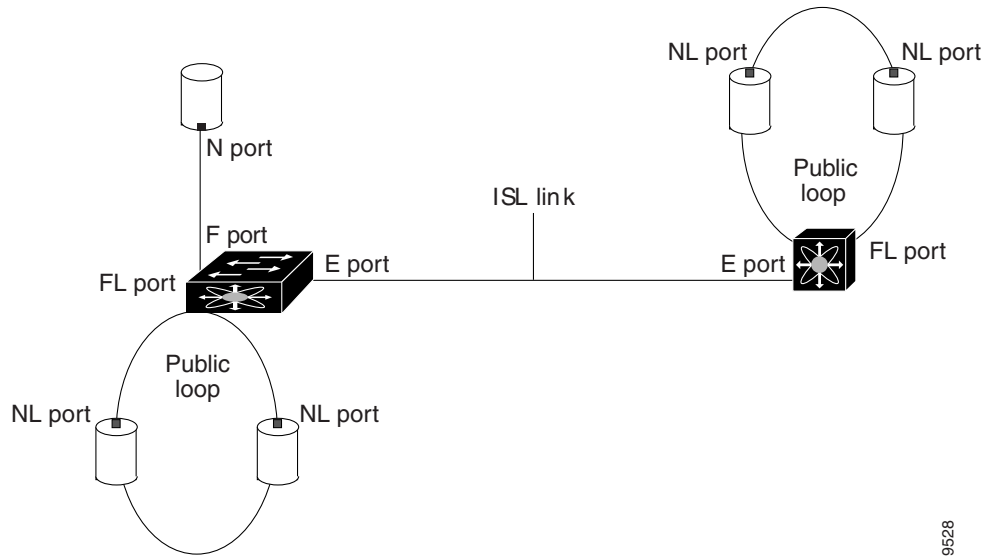 NL port
NL port
Public
loop
N port
ISL link
F port
FL port
E port
E port
FL port
Public
loop
NL port
NL port
9528